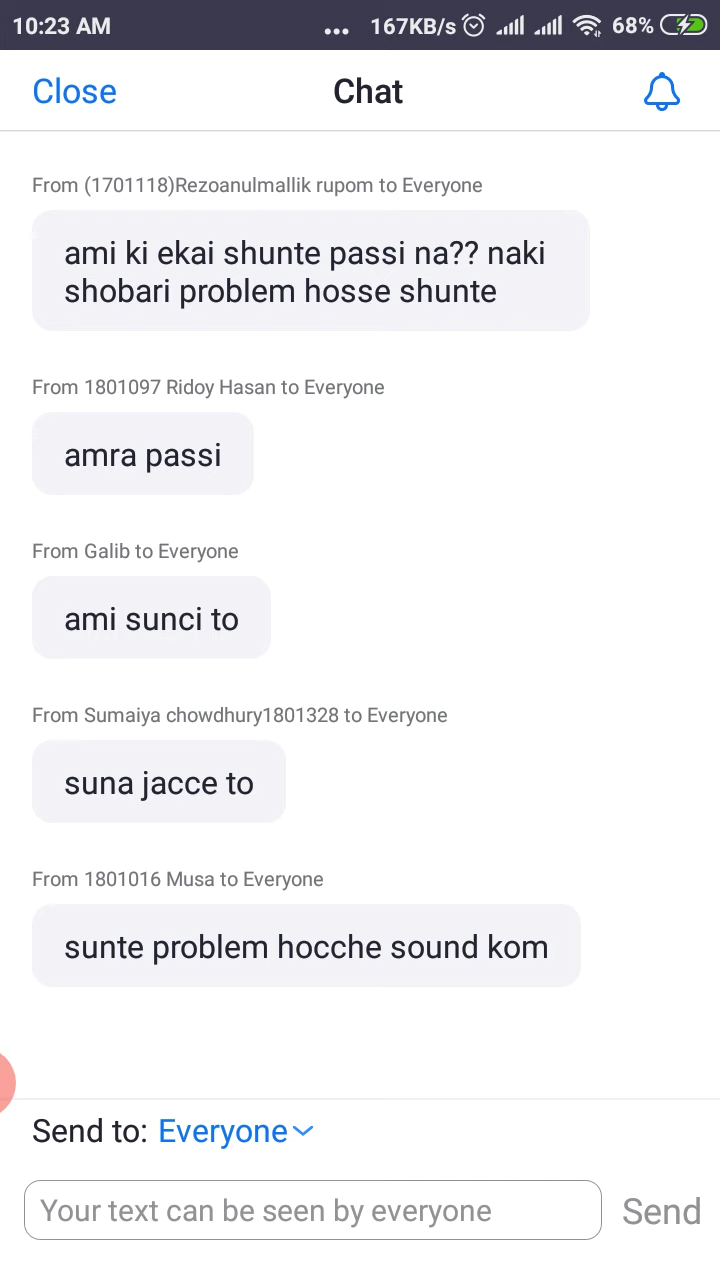 10:23 AM ... 167KB/s 68%
Close Chat
From (1701118)Rezoanulmallik rupom to Everyone
ami ki ekai shunte passi na?? naki
shobari problem hosse shunte
From 1801097 Ridoy Hasan to Everyone
amra passi
From Galib to Everyone
ami sunci to
From Sumaiya chowdhury1801328 to Everyone
suna jacce to
From 1801016 Musa to Everyone
sunte problem hocche sound kom
Send to: Everyone
Your text can be seen by everyone Send